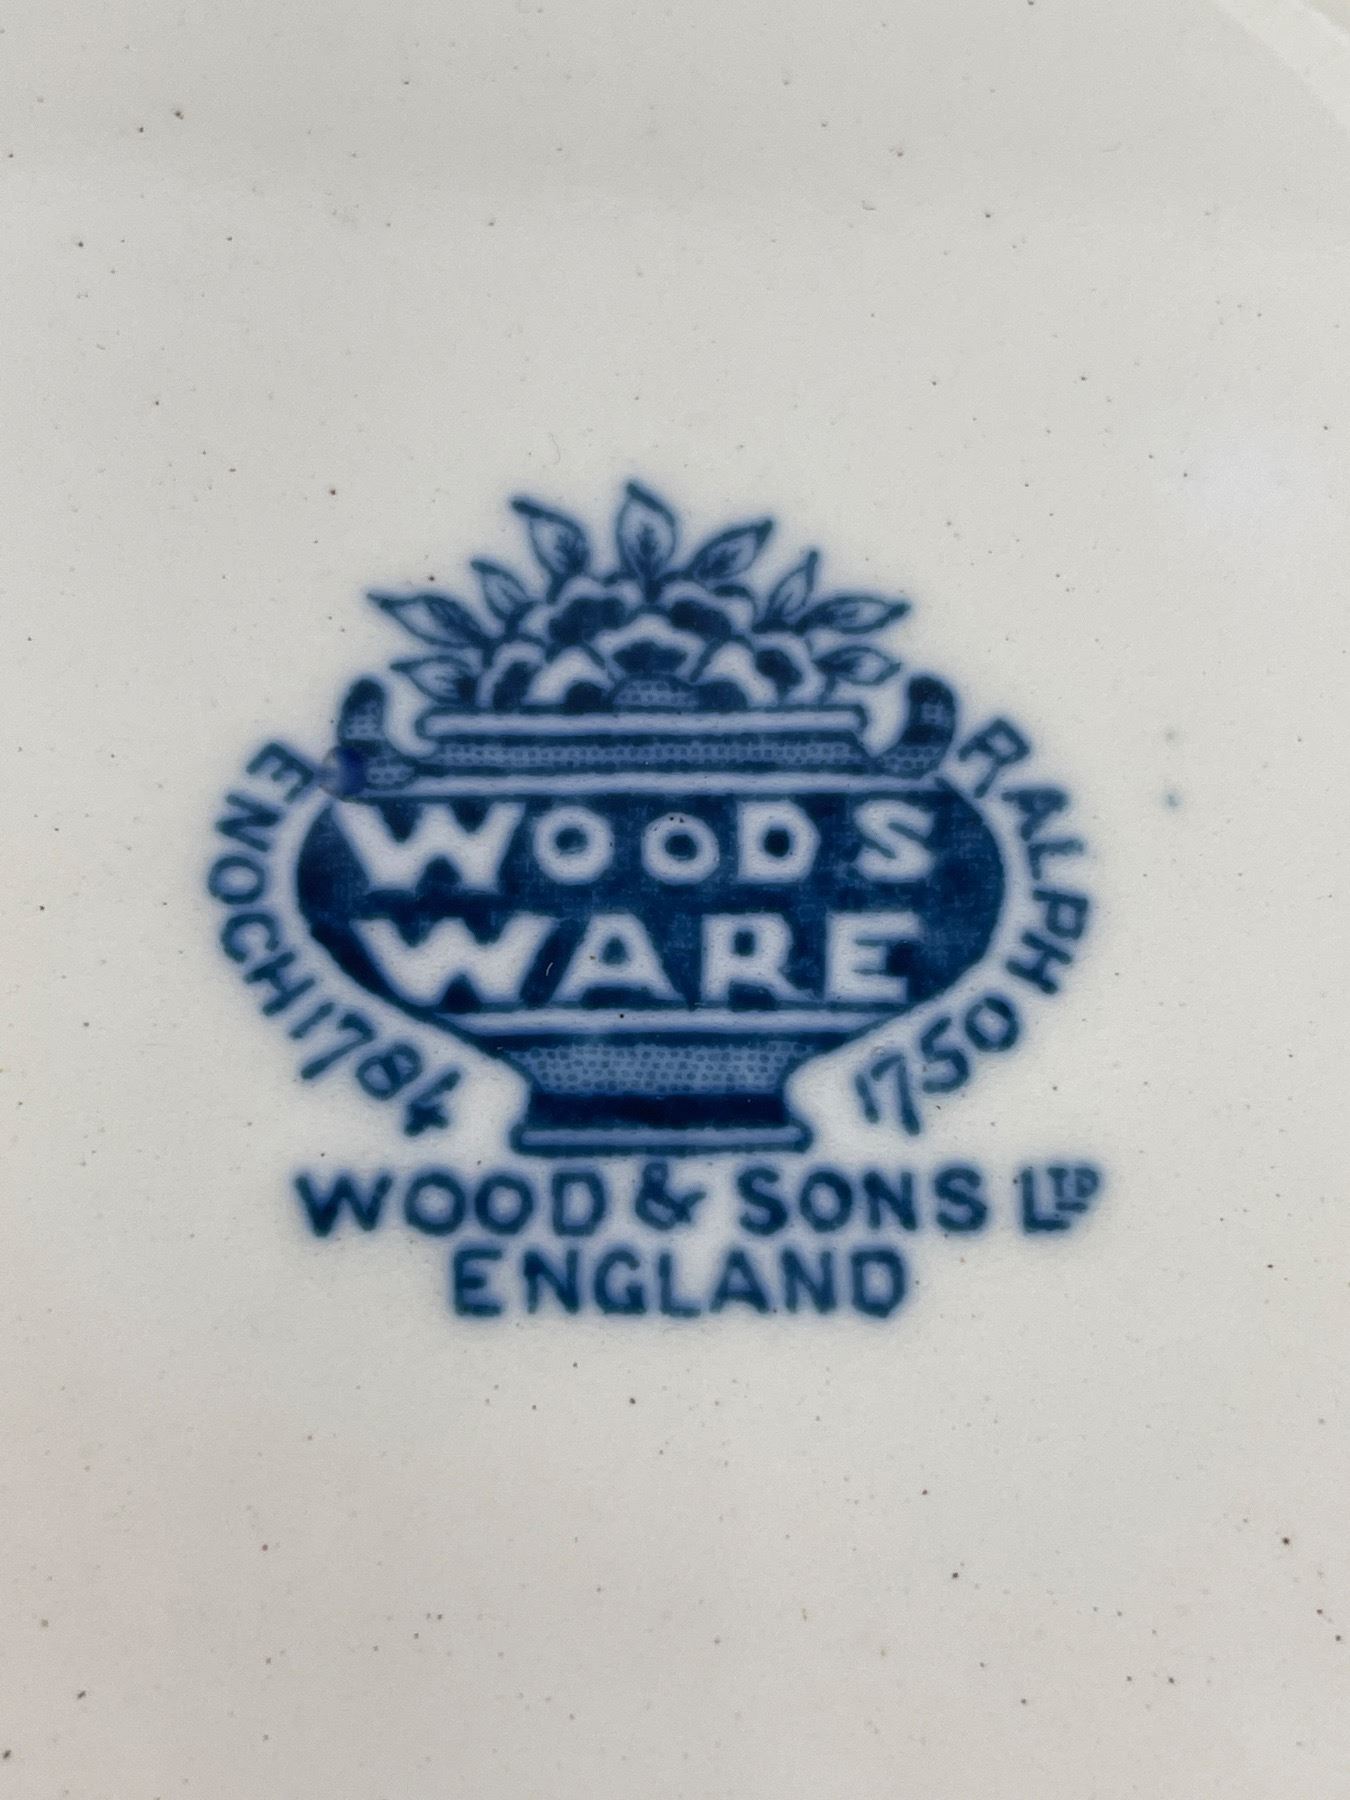 WOODS
WARE
ENOCH 1784
RALPH 1750
WOOD & SONS LTD
ENGLAND